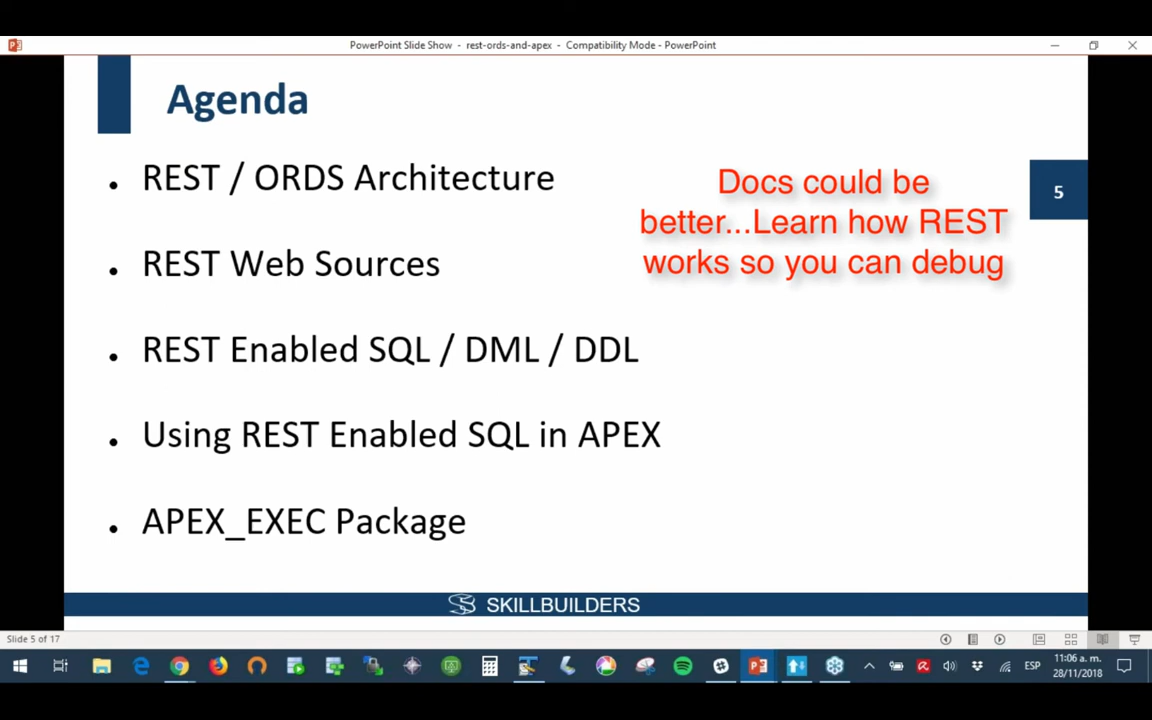 PowerPoint Slide Show - rest-ords-and-apex - Compatibility Mode - PowerPoint
Agenda
. REST / ORDS Architecture
Docs could be
better...Learn how REST
works so you can debug
5
. REST Web Sources
. REST Enabled SQL / DML / DDL
. Using REST Enabled SQL in APEX
. APEX_EXEC Package
SKILLBUILDERS
Slide 5 of 17
ESP
11:06 a. m.
28/11/2018